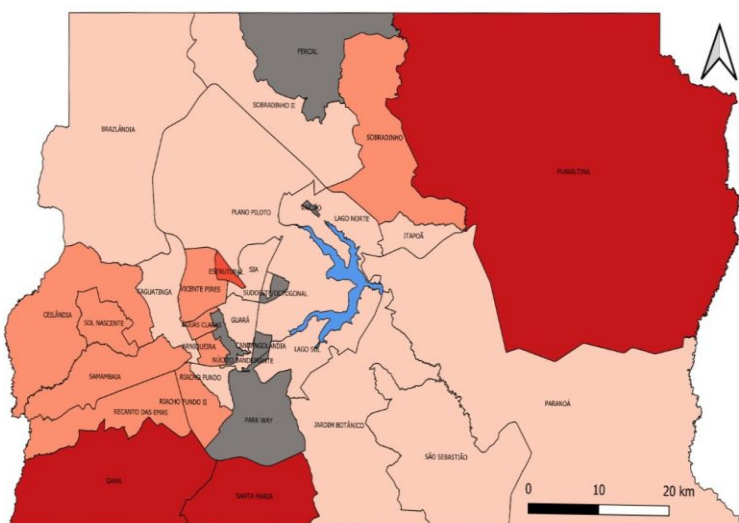 FERCAL
SOBRADINHO II
BRAZLÂNDIA
SOBRADINHO
PLANALTINA
PLANO PILOTO
LAGO NORTE
ITAPOÃ
ESTRUTURAL
SIA
TAGUATINGA
VICENTE PIRES
SUDOESTE/OCTOGONAL
CEILÂNDIA
SOL NASCENTE
ÁGUAS CLARAS
GUARÁ
ARNIQUEIRA
CANDANGOLÂNDIA
LAGO SUL
NÚCLEO BANDEIRANTE
SAMAMBAIA
RIACHO FUNDO
RIACHO FUNDO II
RECANTO DAS EMAS
PARK WAY
JARDIM BOTÂNICO
PARANOÁ
SÃO SEBASTIÃO
GAMA
SANTA MARIA
0 10 20 km